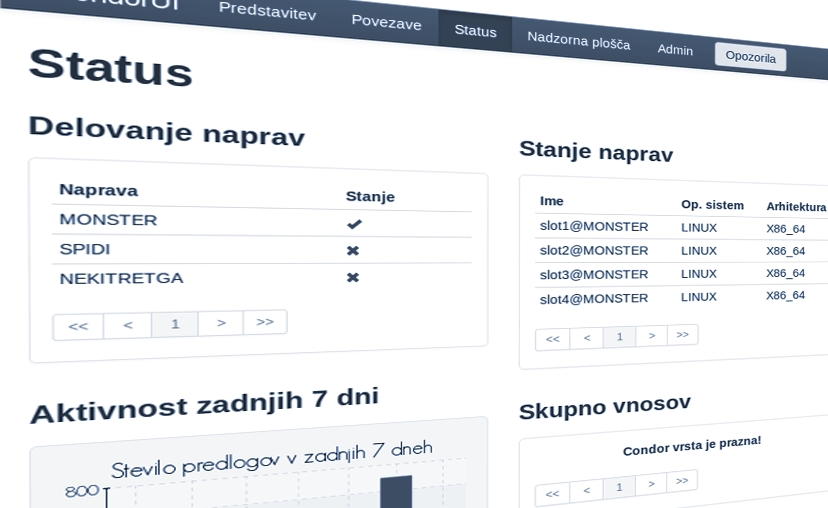 Predstavitev Povezave Status Nadzorna plošča Admin Opozorila
Status
Delovanje naprav
Naprava Stanje
MONSTER
SPIDI
NEKITRETGA
<< < 1 > >>
Stanje naprav
Ime Op. sistem Arhitektura
slot1@MONSTER LINUX X86_64
slot2@MONSTER LINUX X86_64
slot3@MONSTER LINUX X86_64
slot4@MONSTER LINUX X86_64
<< < 1 > >>
Aktivnost zadnjih 7 dni
Stevilo predlogov v zadnjih 7 dneh
800
Skupno vnosov
Condor vrsta je prazna!
<< < 1 > >>